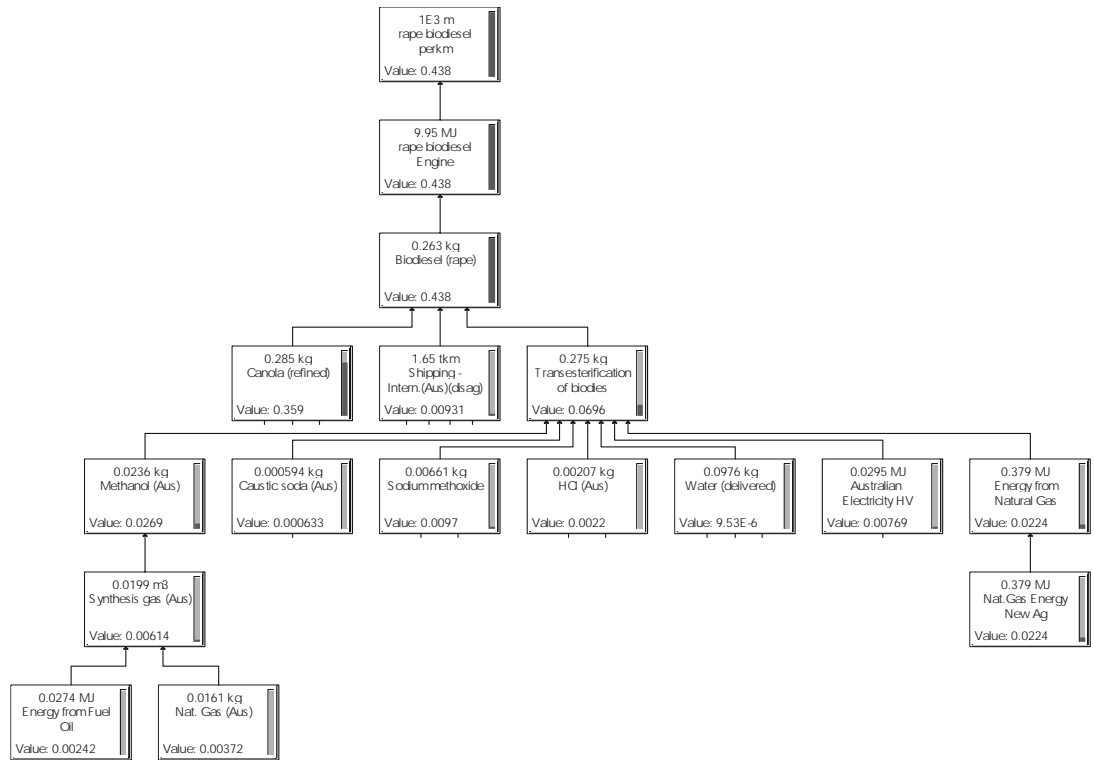 1E3 m
rape biodiesel
perkm
Value: 0.438
9.95 MJ
rape biodiesel
Engine
Value: 0.438
0.263 kg
Biodiesel (rape)
Value: 0.438
0.285 kg
Canola (refined)
Value: 0.359
1.65 tkm
Shipping -
Intern.(Aus)(disag)
Value: 0.00931
0.275 kg
Transesterification
of biodies
Value: 0.0696
0.0236 kg
Methanol (Aus)
Value: 0.0269
0.000594 kg
Caustic soda (Aus)
Value: 0.000633
0.00661 kg
Sodium methoxide
Value: 0.0097
0.00207 kg
HCl (Aus)
Value: 0.0022
0.0976 kg
Water (delivered)
Value: 9.53E-6
0.0295 MJ
Australian
Electricity HV
Value: 0.00769
0.379 MJ
Energy from
Natural Gas
Value: 0.0224
0.0199 m3
Synthesis gas (Aus)
Value: 0.00614
0.379 MJ
Nat.Gas Energy
New Ag
Value: 0.0224
0.0274 MJ
Energy from Fuel
Oil
Value: 0.00242
0.0161 kg
Nat. Gas (Aus)
Value: 0.00372